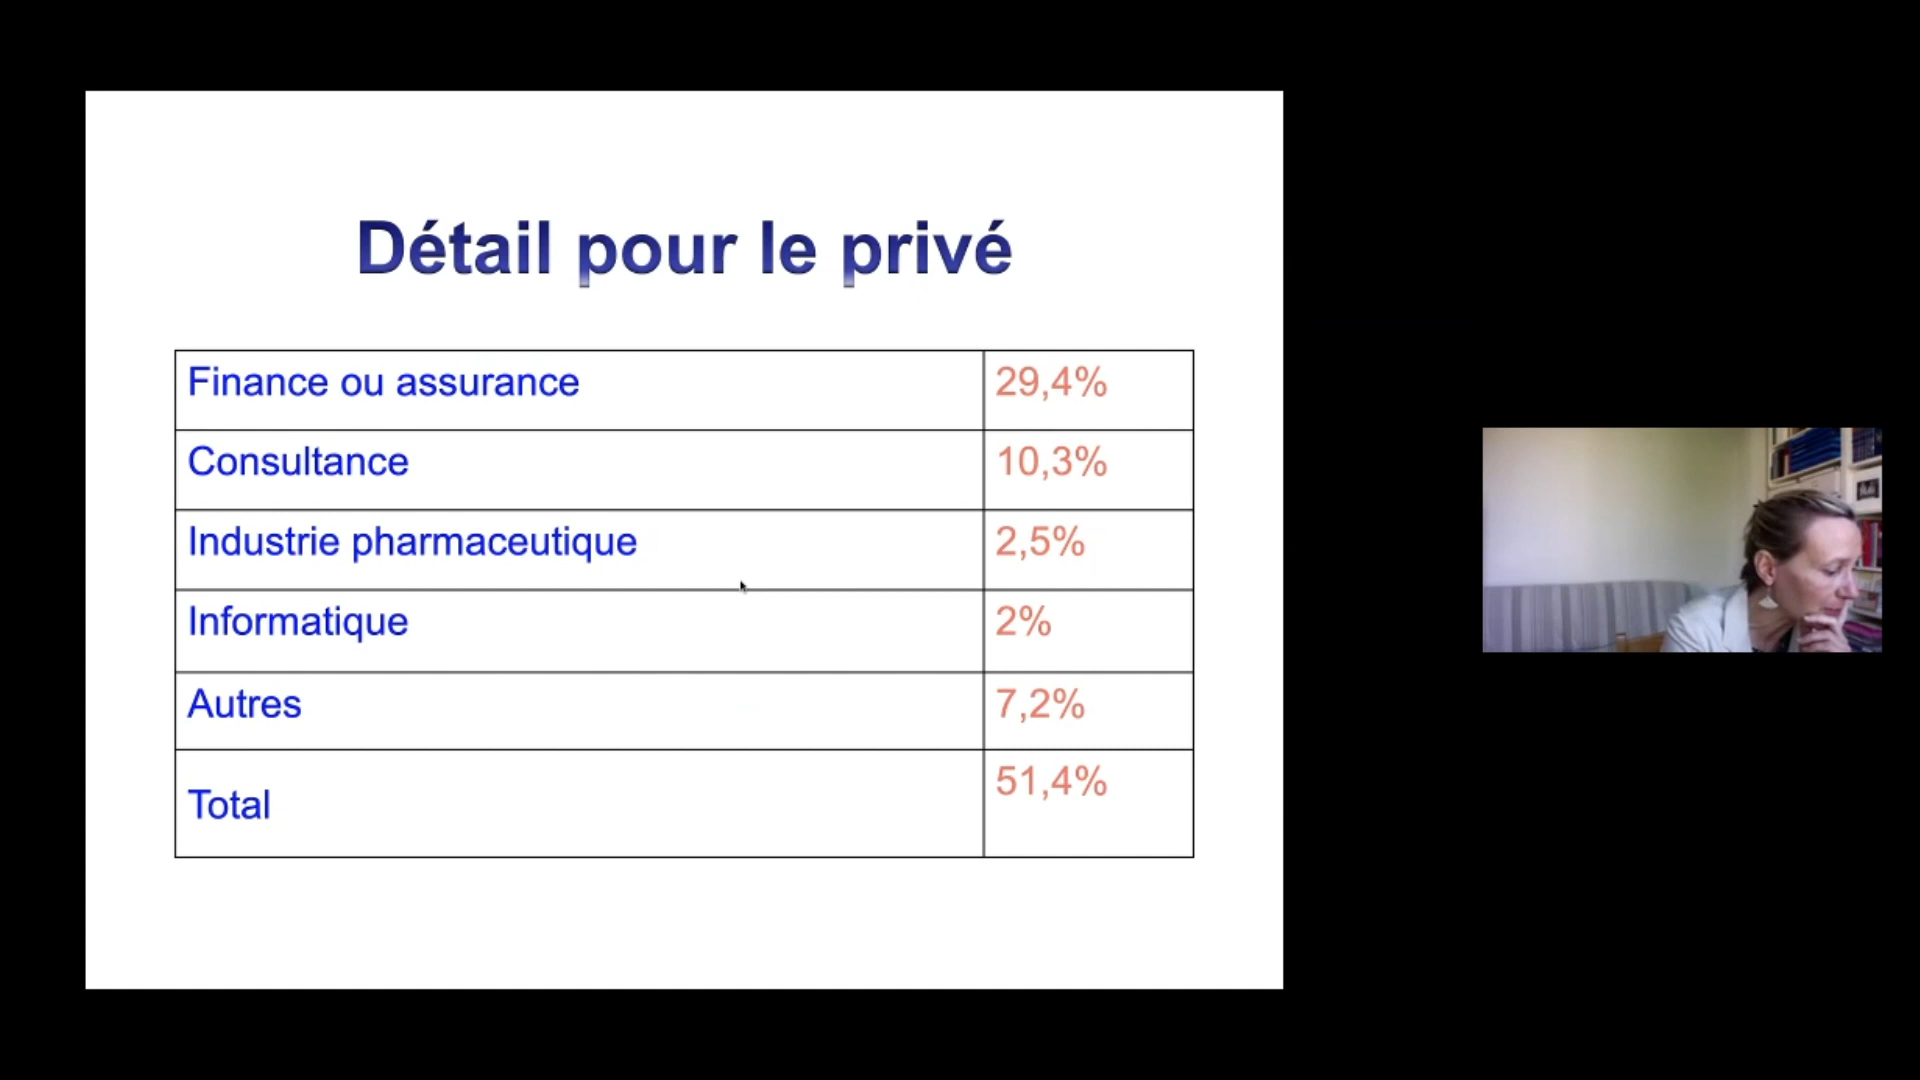 Détail pour le privé
Finance ou assurance 29,4%
Consultance 10,3%
Industrie pharmaceutique 2,5%
Informatique 2%
Autres 7,2%
Total 51,4%